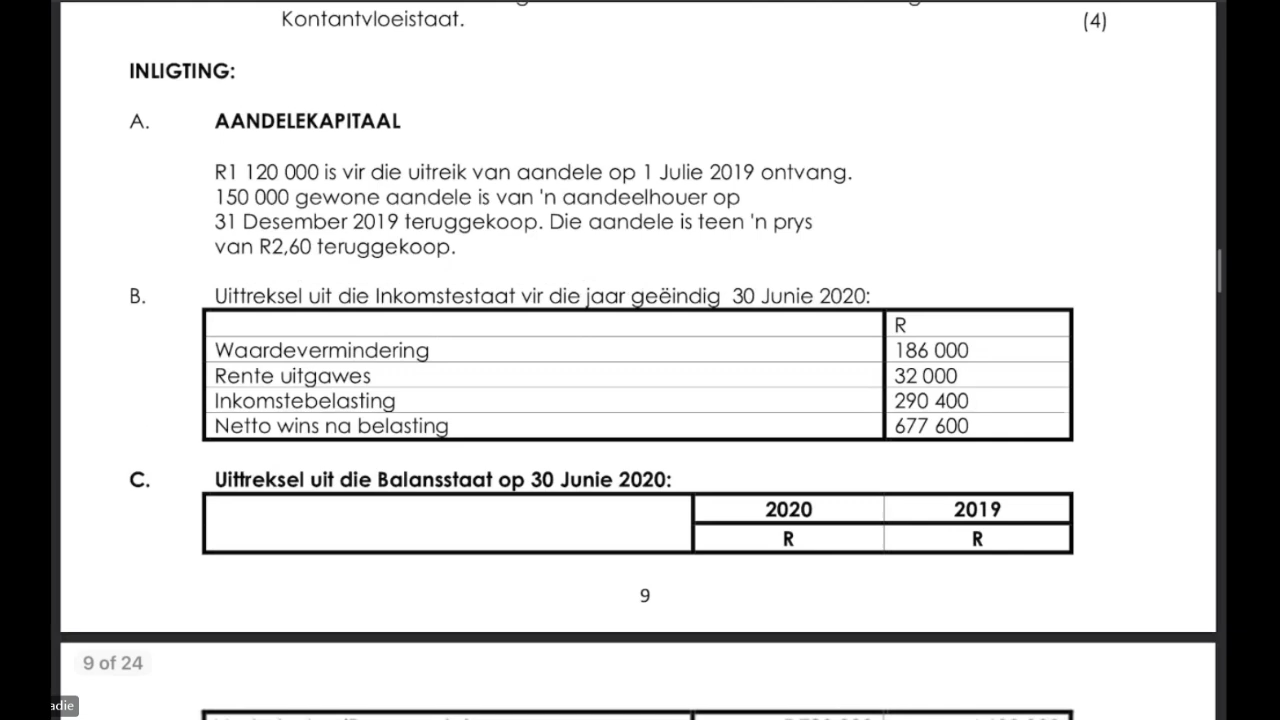 Kontantvloeistaat. (4)
INLIGTING:
A. AANDELEKAPITAAL
R1 120 000 is vir die uitreik van aandele op 1 Julie 2019 ontvang.
150 000 gewone aandele is van 'n aandeelhouer op
31 Desember 2019 teruggekoop. Die aandele is teen 'n prys
van R2,60 teruggekoop.
B. Uittreksel uit die Inkomstestaat vir die jaar geëindig 30 Junie 2020:
R
Waardevermindering 186 000
Rente uitgawes 32 000
Inkomstebelasting 290 400
Netto wins na belasting 677 600
C. Uittreksel uit die Balansstaat op 30 Junie 2020:
2020 2019
R R
9
9 of 24
adie